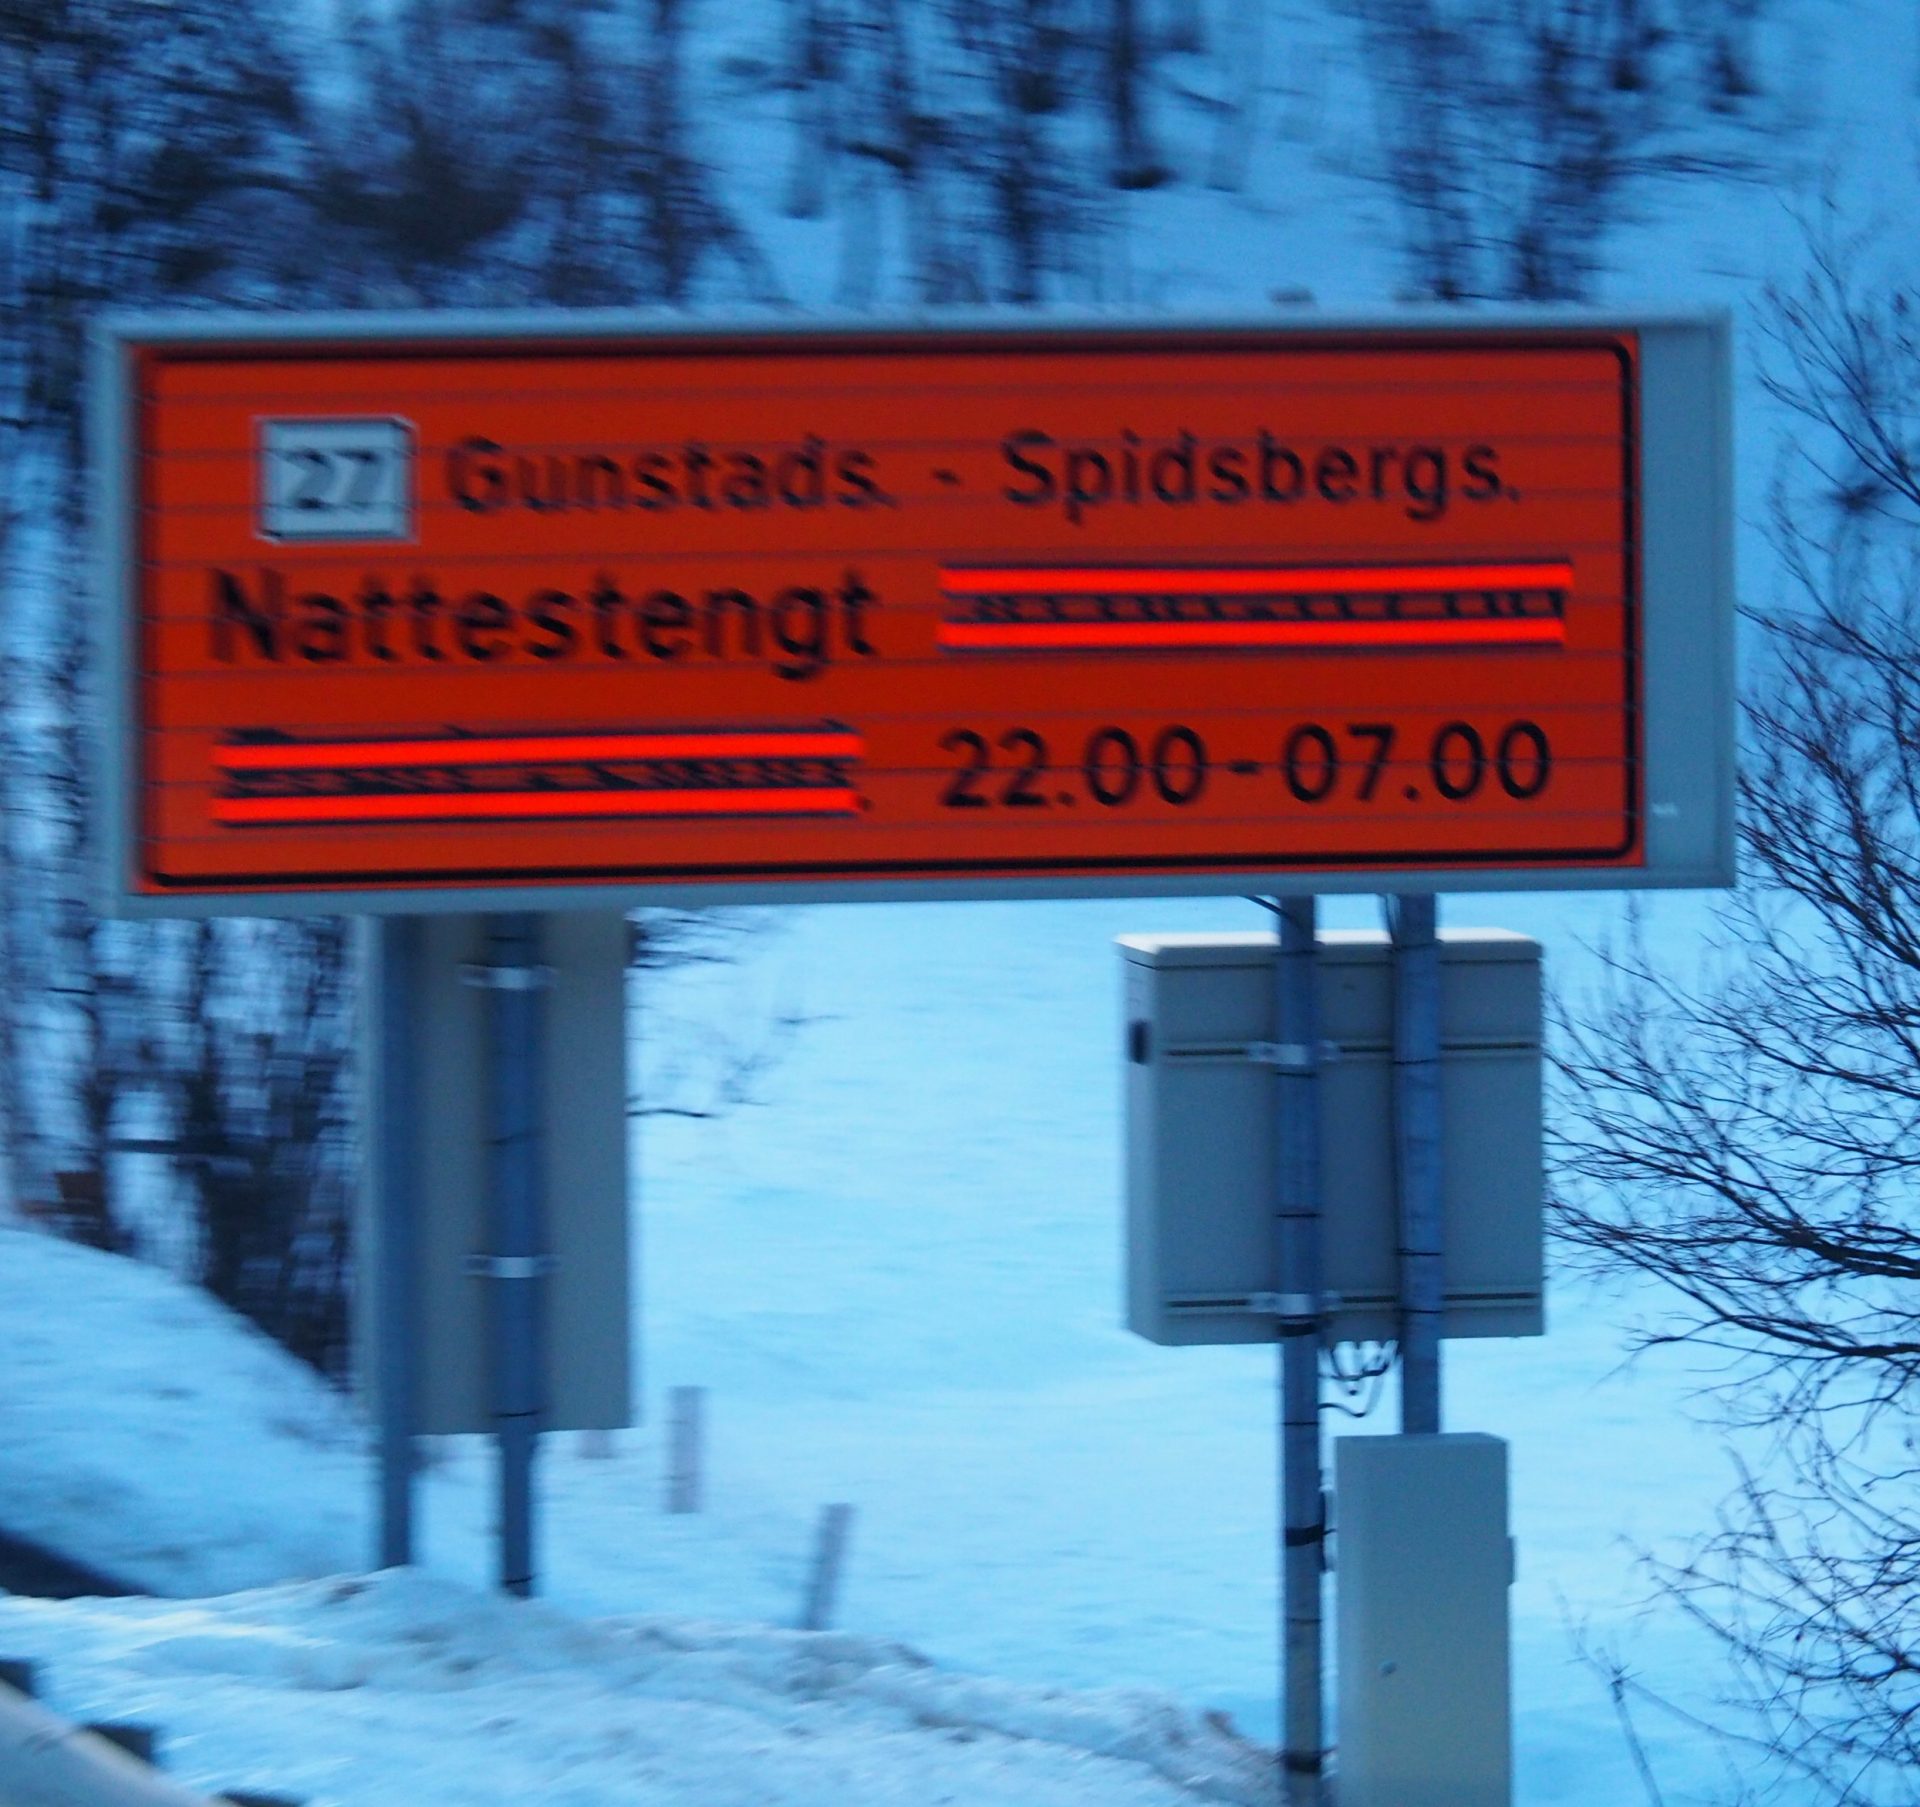 27 Gunstads. - Spidsbergs.
Nattestengt
22.00-07.00